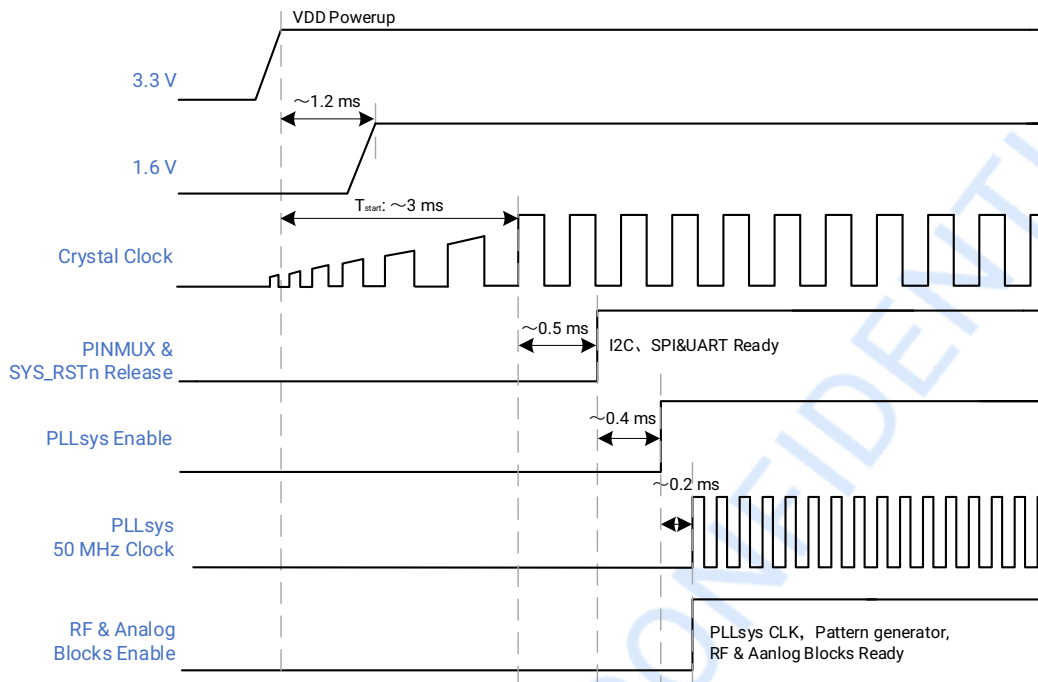 VDD Powerup
3.3 V
~1.2 ms
1.6 V
Tstart: ~3 ms
Crystal Clock
~0.5 ms
I2C、SPI&UART Ready
PINMUX &
SYS_RSTn Release
~0.4 ms
PLLsys Enable
~0.2 ms
PLLsys
50 MHz Clock
RF & Analog
Blocks Enable
PLLsys CLK，Pattern generator,
RF & Aanlog Blocks Ready
CONFIDENTI